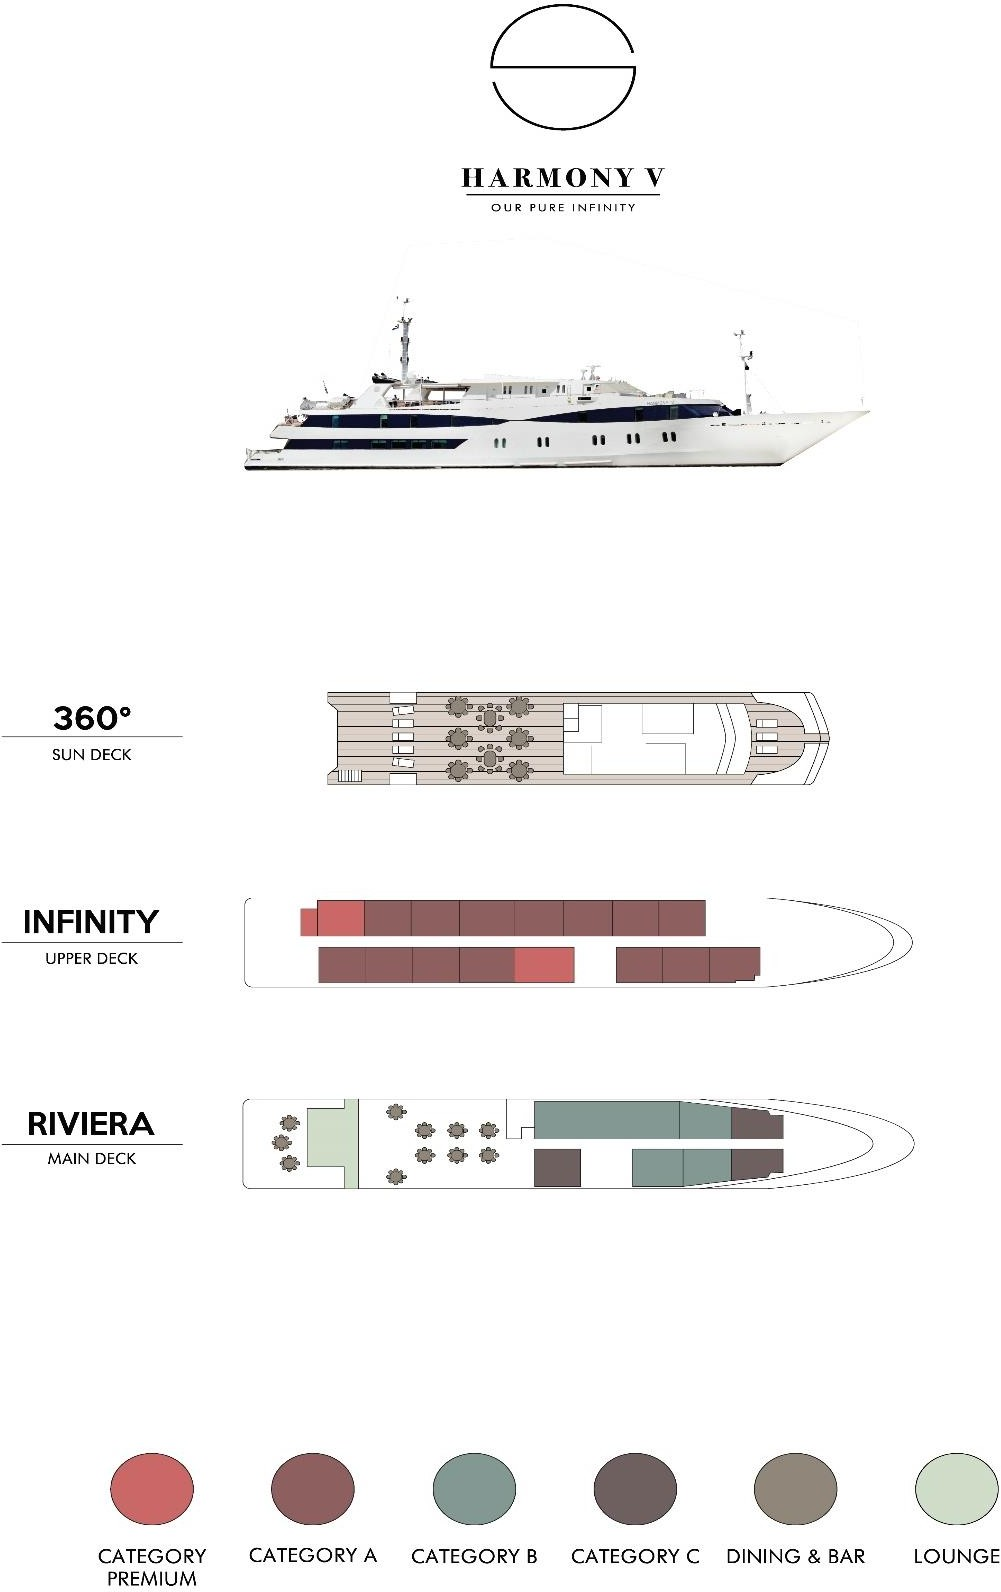 HARMONY V
OUR PURE INFINITY
360°
SUN DECK
INFINITY
UPPER DECK
RIVIERA
MAIN DECK
CATEGORY
PREMIUM
CATEGORY A
CATEGORY B
CATEGORY C
DINING & BAR
LOUNGE